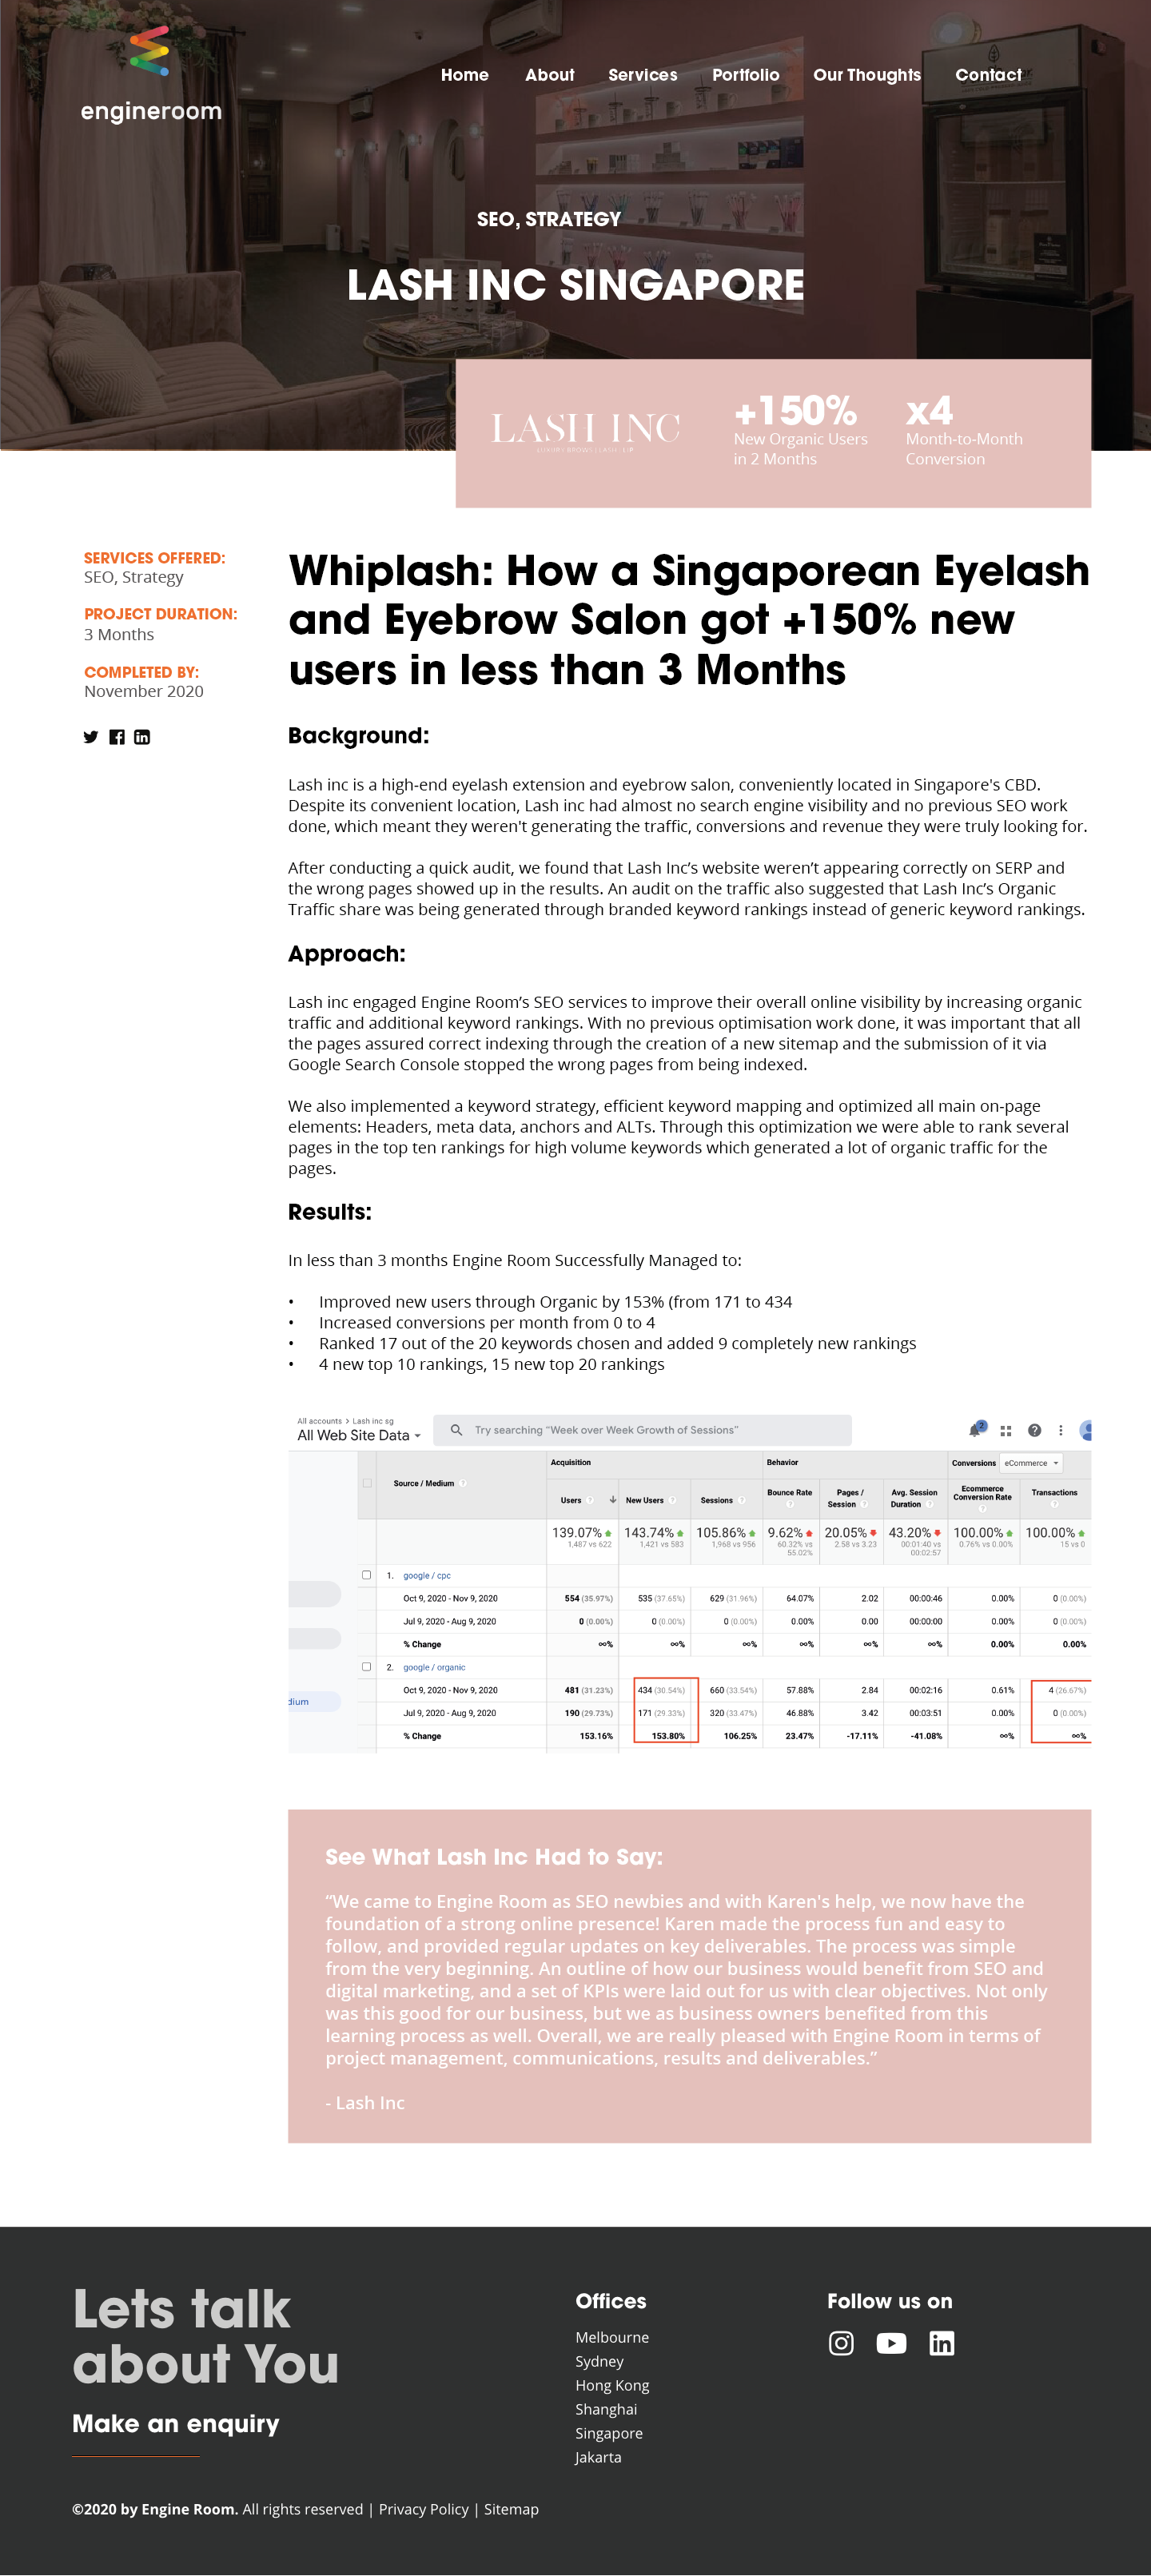 engineroom
Home About Services Portfolio Our Thoughts Contact
SEO, STRATEGY
LASH INC SINGAPORE
LASH INC
LUXURY BROWS | LASH | LIP
+150%
New Organic Users
in 2 Months
x4
Month-to-Month
Conversion
SERVICES OFFERED:
SEO, Strategy
PROJECT DURATION:
3 Months
COMPLETED BY:
November 2020
Whiplash: How a Singaporean Eyelash
and Eyebrow Salon got +150% new
users in less than 3 Months
Background:
Lash inc is a high-end eyelash extension and eyebrow salon, conveniently located in Singapore's CBD.
Despite its convenient location, Lash inc had almost no search engine visibility and no previous SEO work
done, which meant they weren't generating the traffic, conversions and revenue they were truly looking for.
After conducting a quick audit, we found that Lash Inc’s website weren’t appearing correctly on SERP and
the wrong pages showed up in the results. An audit on the traffic also suggested that Lash Inc’s Organic
Traffic share was being generated through branded keyword rankings instead of generic keyword rankings.
Approach:
Lash inc engaged Engine Room’s SEO services to improve their overall online visibility by increasing organic
traffic and additional keyword rankings. With no previous optimisation work done, it was important that all
the pages assured correct indexing through the creation of a new sitemap and the submission of it via
Google Search Console stopped the wrong pages from being indexed.
We also implemented a keyword strategy, efficient keyword mapping and optimized all main on-page
elements: Headers, meta data, anchors and ALTs. Through this optimization we were able to rank several
pages in the top ten rankings for high volume keywords which generated a lot of organic traffic for the
pages.
Results:
In less than 3 months Engine Room Successfully Managed to:
• Improved new users through Organic by 153% (from 171 to 434
• Increased conversions per month from 0 to 4
• Ranked 17 out of the 20 keywords chosen and added 9 completely new rankings
• 4 new top 10 rankings, 15 new top 20 rankings
All accounts > Lash inc sg
All Web Site Data
Try searching “Week over Week Growth of Sessions”
2
Acquisition Behavior Conversions eCommerce
Source / Medium Users New Users Sessions Bounce Rate Pages / Session Avg. Session Duration Ecommerce Conversion Rate Transactions
139.07% 143.74% 105.86% 9.62% 20.05% 43.20% 100.00% 100.00%
1,487 vs 622 1,421 vs 583 1,968 vs 956 60.32% vs 55.02% 2.58 vs 3.23 00:01:40 vs 00:02:57 0.76% vs 0.00% 15 vs 0
1. google / cpc
Oct 9, 2020 - Nov 9, 2020 554 (35.97%) 535 (37.65%) 629 (31.96%) 64.07% 2.02 00:00:46 0.00% 0 (0.00%)
Jul 9, 2020 - Aug 9, 2020 0 (0.00%) 0 (0.00%) 0 (0.00%) 0.00% 0.00 00:00:00 0.00% 0 (0.00%)
% Change ∞% ∞% ∞% ∞% ∞% ∞% 0.00% 0.00%
2. google / organic
Oct 9, 2020 - Nov 9, 2020 481 (31.23%) 434 (30.54%) 660 (33.54%) 57.88% 2.84 00:02:16 0.61% 4 (26.67%)
dium
Jul 9, 2020 - Aug 9, 2020 190 (29.73%) 171 (29.33%) 320 (33.47%) 46.88% 3.42 00:03:51 0.00% 0 (0.00%)
% Change 153.16% 153.80% 106.25% 23.47% -17.11% -41.08% ∞% ∞%
See What Lash Inc Had to Say:
“We came to Engine Room as SEO newbies and with Karen's help, we now have the
foundation of a strong online presence! Karen made the process fun and easy to
follow, and provided regular updates on key deliverables. The process was simple
from the very beginning. An outline of how our business would benefit from SEO and
digital marketing, and a set of KPIs were laid out for us with clear objectives. Not only
was this good for our business, but we as business owners benefited from this
learning process as well. Overall, we are really pleased with Engine Room in terms of
project management, communications, results and deliverables.”
- Lash Inc
Lets talk
about You
Make an enquiry
Offices
Melbourne
Sydney
Hong Kong
Shanghai
Singapore
Jakarta
Follow us on
©2020 by Engine Room. All rights reserved | Privacy Policy | Sitemap